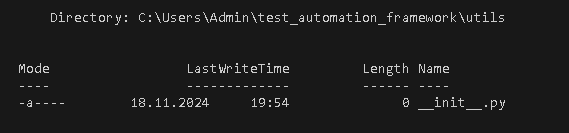 Directory: C:\Users\Admin\test_automation_framework\utils
Mode                 LastWriteTime         Length Name
----                 -------------         ------ ----
-a----        18.11.2024     19:54              0 __init__.py